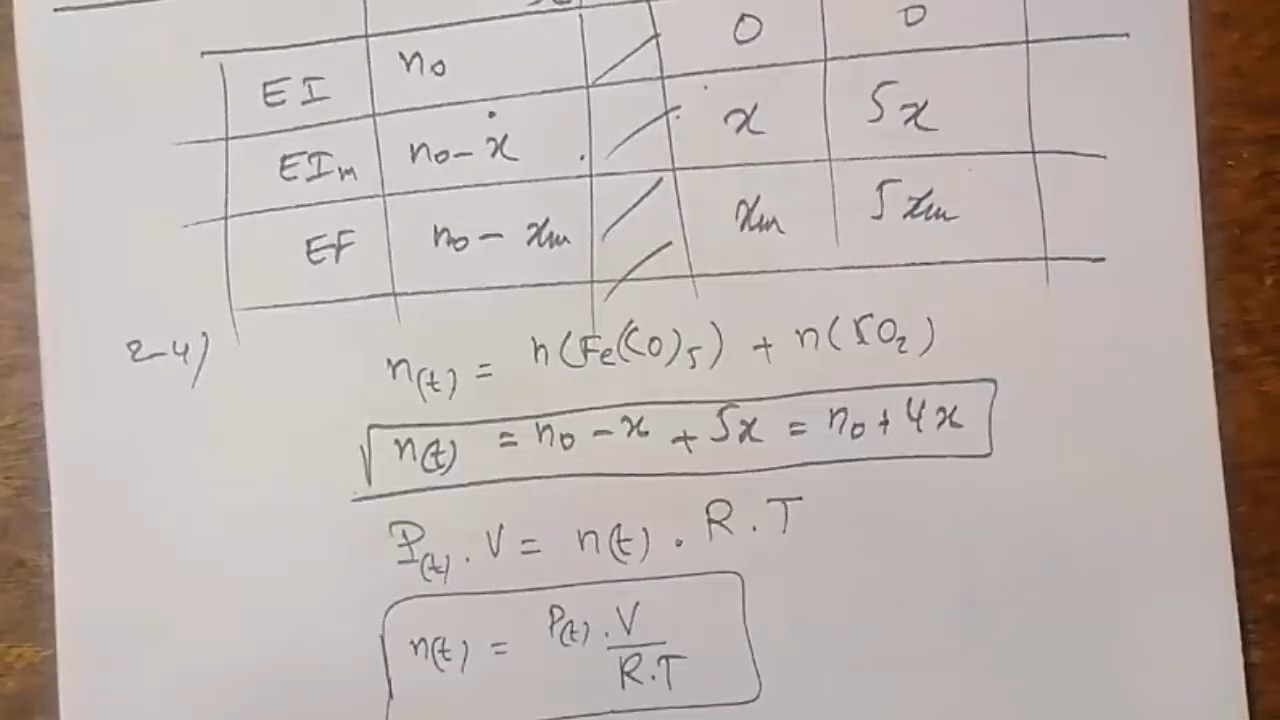 EI n₀ 0 0
EIₘ n₀ - x x 5x
EF n₀ - xₘ xₘ 5xₘ
2-4)
n(t) = n(Fe(CO)₅) + n(5O₂)
n(t) = n₀ - x + 5x = n₀ + 4x
P(t) . V = n(t) . R.T
n(t) = P(t).V / R.T